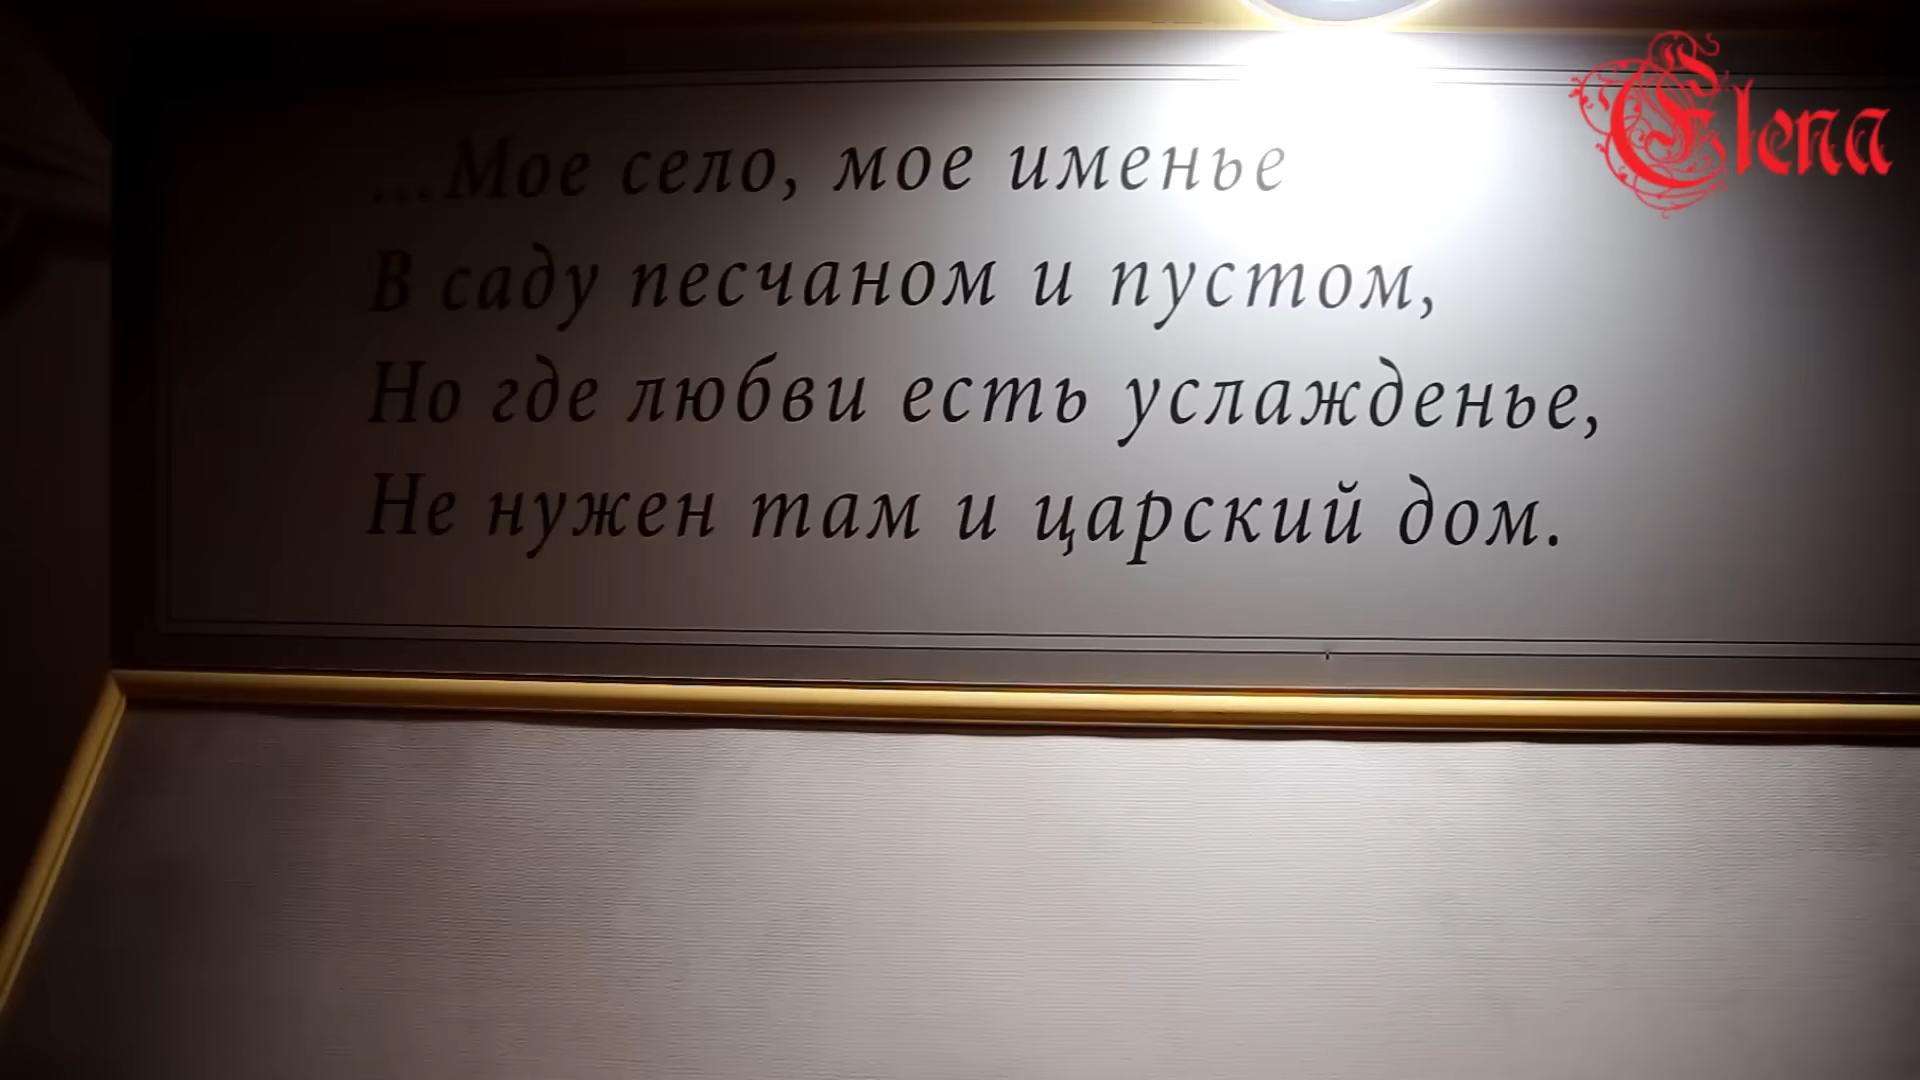 ...Мое село, мое именье
В саду песчаном и пустом,
Но где любви есть услажденье,
Не нужен там и царский дом.
Elena